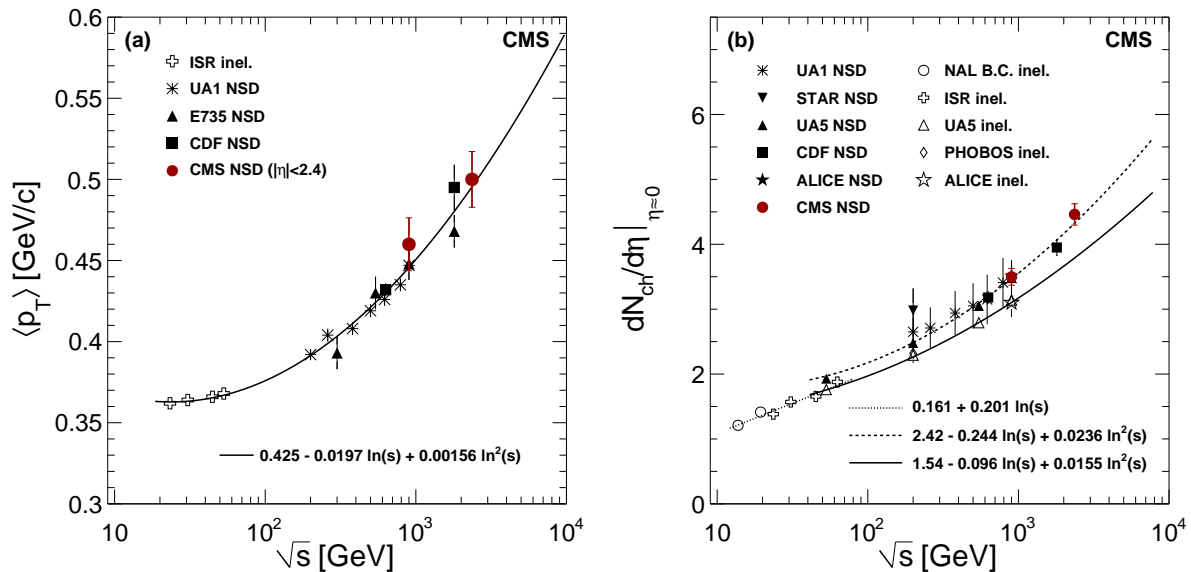 (a)
CMS
ISR inel.
UA1 NSD
E735 NSD
CDF NSD
CMS NSD (|η|<2.4)
0.425 - 0.0197 ln(s) + 0.00156 ln²(s)
0.6
0.55
0.5
0.45
0.4
0.35
0.3
⟨p_T⟩ [GeV/c]
10
10²
10³
10⁴
√s [GeV]
(b)
CMS
UA1 NSD
STAR NSD
UA5 NSD
CDF NSD
ALICE NSD
CMS NSD
NAL B.C. inel.
ISR inel.
UA5 inel.
PHOBOS inel.
ALICE inel.
0.161 + 0.201 ln(s)
2.42 - 0.244 ln(s) + 0.0236 ln²(s)
1.54 - 0.096 ln(s) + 0.0155 ln²(s)
6
4
2
0
dN_ch/dη|_η≈0
10
10²
10³
10⁴
√s [GeV]